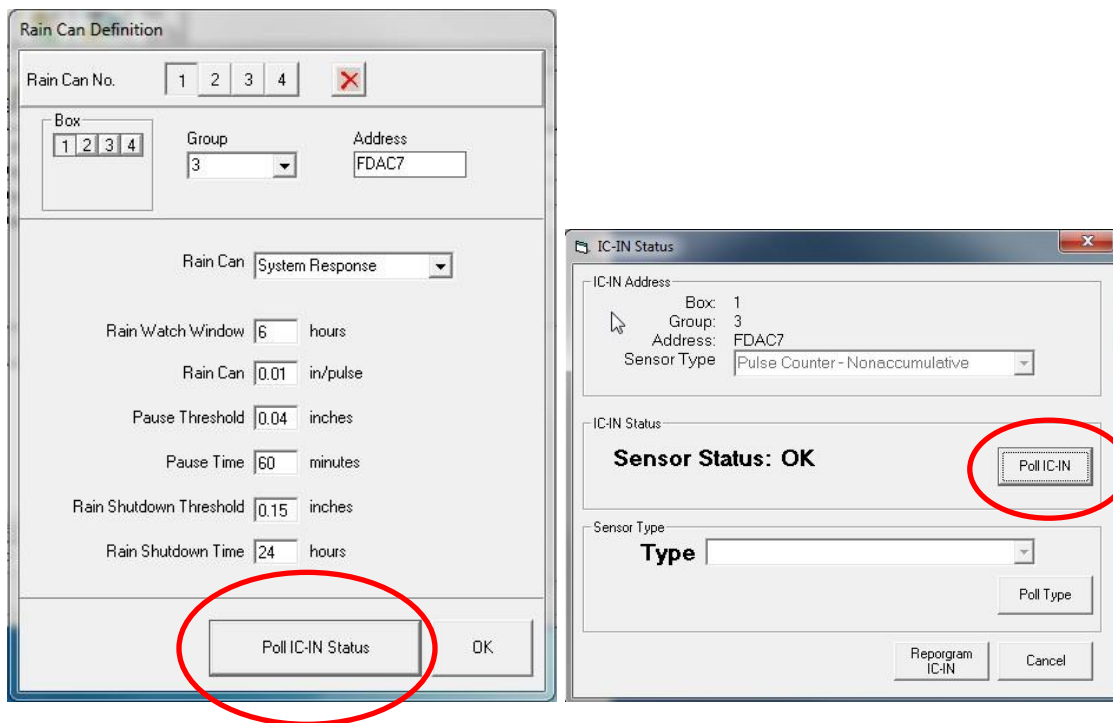 Rain Can Definition
Rain Can No. 1 2 3 4
Box
1 2 3 4
Group
3
Address
FDAC7
Rain Can System Response
Rain Watch Window 6 hours
Rain Can 0.01 in/pulse
Pause Threshold 0.04 inches
Pause Time 60 minutes
Rain Shutdown Threshold 0.15 inches
Rain Shutdown Time 24 hours
Poll IC-IN Status
OK
IC-IN Status
IC-IN Address
Box: 1
Group: 3
Address: FDAC7
Sensor Type Pulse Counter - Nonaccumulative
IC-IN Status
Sensor Status: OK
Poll IC-IN
Sensor Type
Type
Poll Type
Reporgram
IC-IN
Cancel